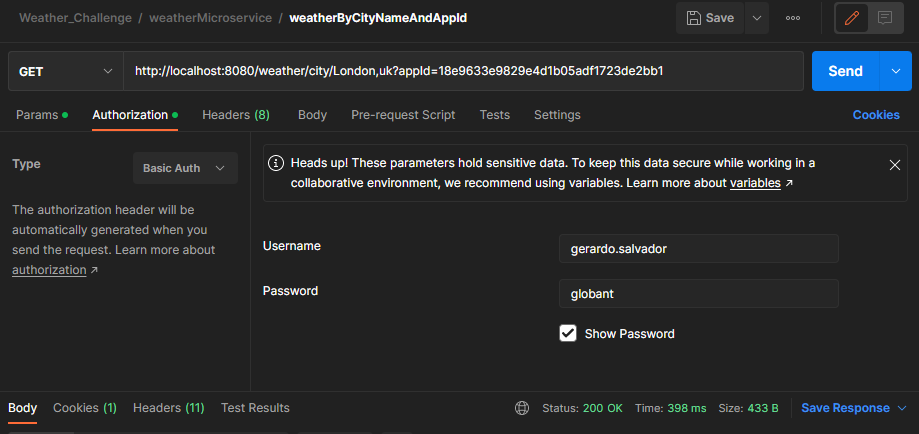 Weather_Challenge / weatherMicroservice / weatherByCityNameAndAppId
Save
GET
http://localhost:8080/weather/city/London,uk?appId=18e9633e9829e4d1b05adf1723de2bb1
Send
Params
Authorization
Headers (8)
Body
Pre-request Script
Tests
Settings
Cookies
Type
Basic Auth
The authorization header will be
automatically generated when you
send the request. Learn more about
authorization ↗
Heads up! These parameters hold sensitive data. To keep this data secure while working in a
collaborative environment, we recommend using variables. Learn more about variables ↗
Username
gerardo.salvador
Password
globant
Show Password
Body
Cookies (1)
Headers (11)
Test Results
Status: 200 OK
Time: 398 ms
Size: 433 B
Save Response